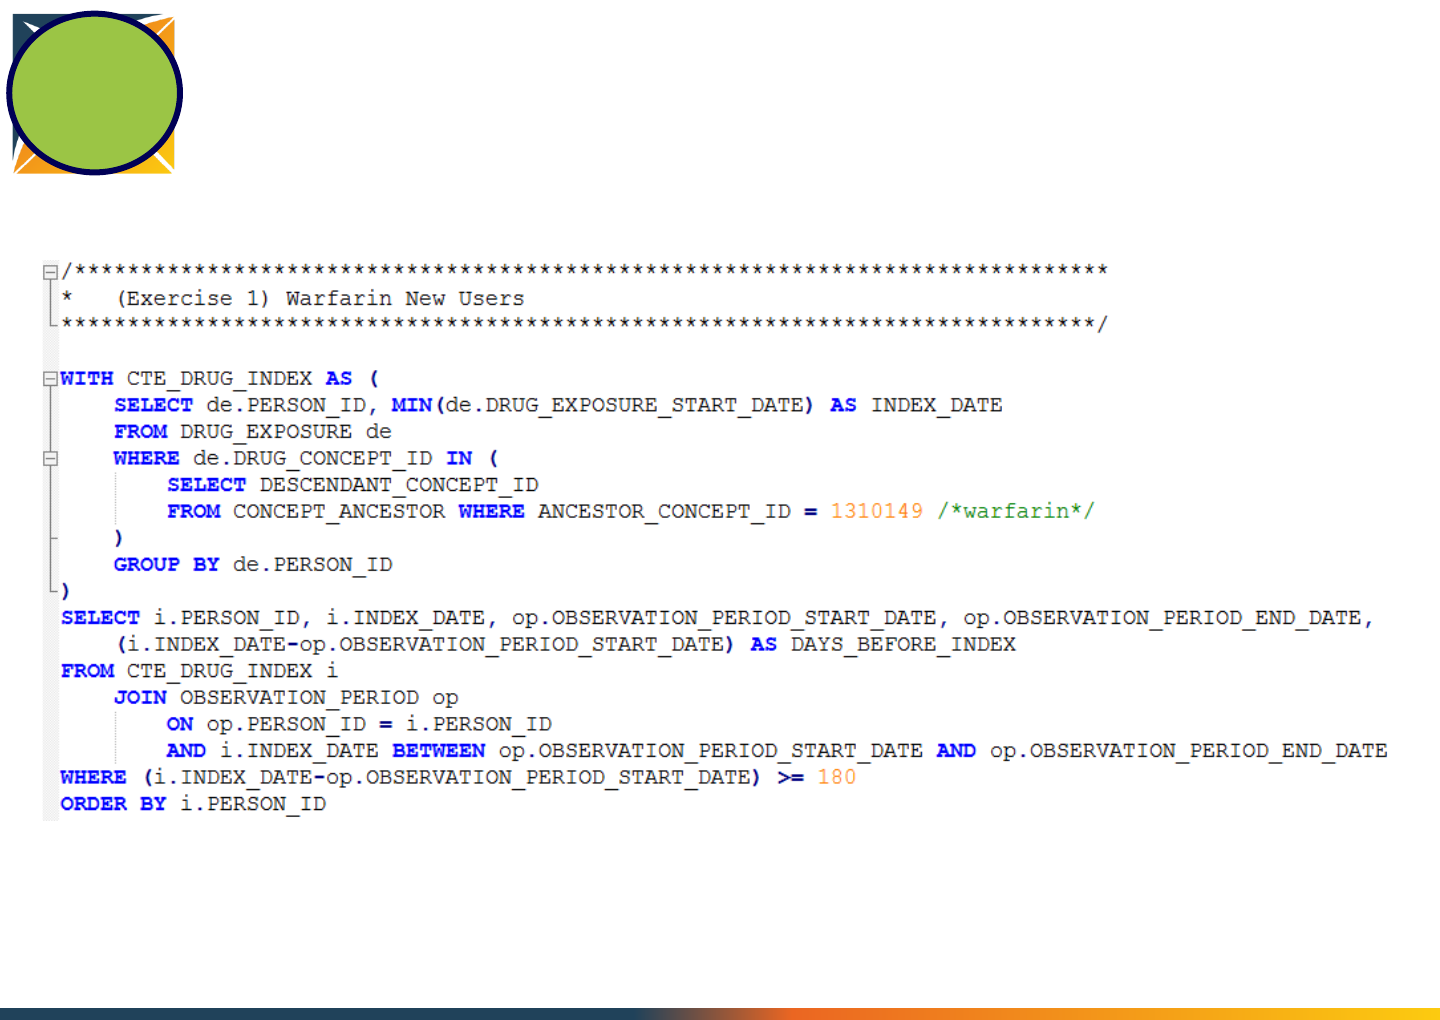 /******************************************************************************
*   (Exercise 1) Warfarin New Users
******************************************************************************/
WITH CTE_DRUG_INDEX AS (
    SELECT de.PERSON_ID, MIN(de.DRUG_EXPOSURE_START_DATE) AS INDEX_DATE
    FROM DRUG_EXPOSURE de
    WHERE de.DRUG_CONCEPT_ID IN (
        SELECT DESCENDANT_CONCEPT_ID
        FROM CONCEPT_ANCESTOR WHERE ANCESTOR_CONCEPT_ID = 1310149 /*warfarin*/
    )
    GROUP BY de.PERSON_ID
)
SELECT i.PERSON_ID, i.INDEX_DATE, op.OBSERVATION_PERIOD_START_DATE, op.OBSERVATION_PERIOD_END_DATE,
    (i.INDEX_DATE-op.OBSERVATION_PERIOD_START_DATE) AS DAYS_BEFORE_INDEX
FROM CTE_DRUG_INDEX i
    JOIN OBSERVATION_PERIOD op
        ON op.PERSON_ID = i.PERSON_ID
        AND i.INDEX_DATE BETWEEN op.OBSERVATION_PERIOD_START_DATE AND op.OBSERVATION_PERIOD_END_DATE
WHERE (i.INDEX_DATE-op.OBSERVATION_PERIOD_START_DATE) >= 180
ORDER BY i.PERSON_ID